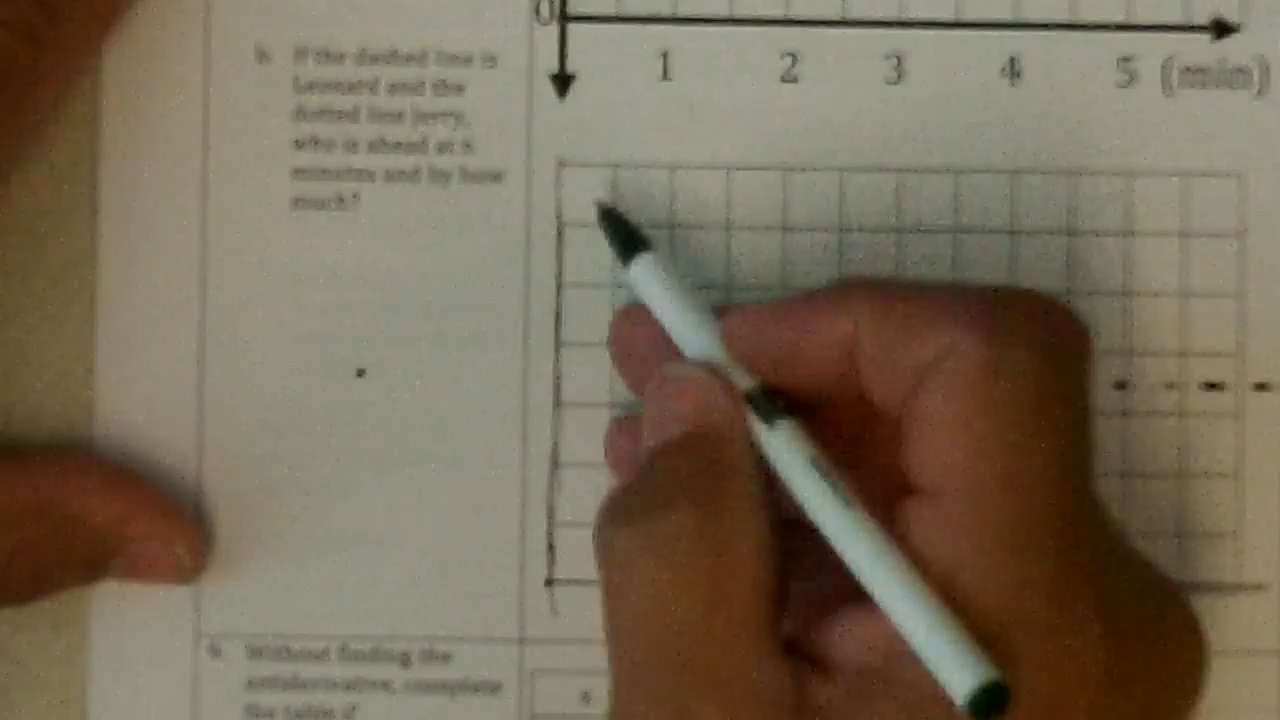 0
1 2 3 4 5 (min)
b. If the dashed line is
Leonard and the
dotted line Jerry,
who is ahead at 6
minutes and by how
much?
Without finding the
antiderivative, complete
the table if